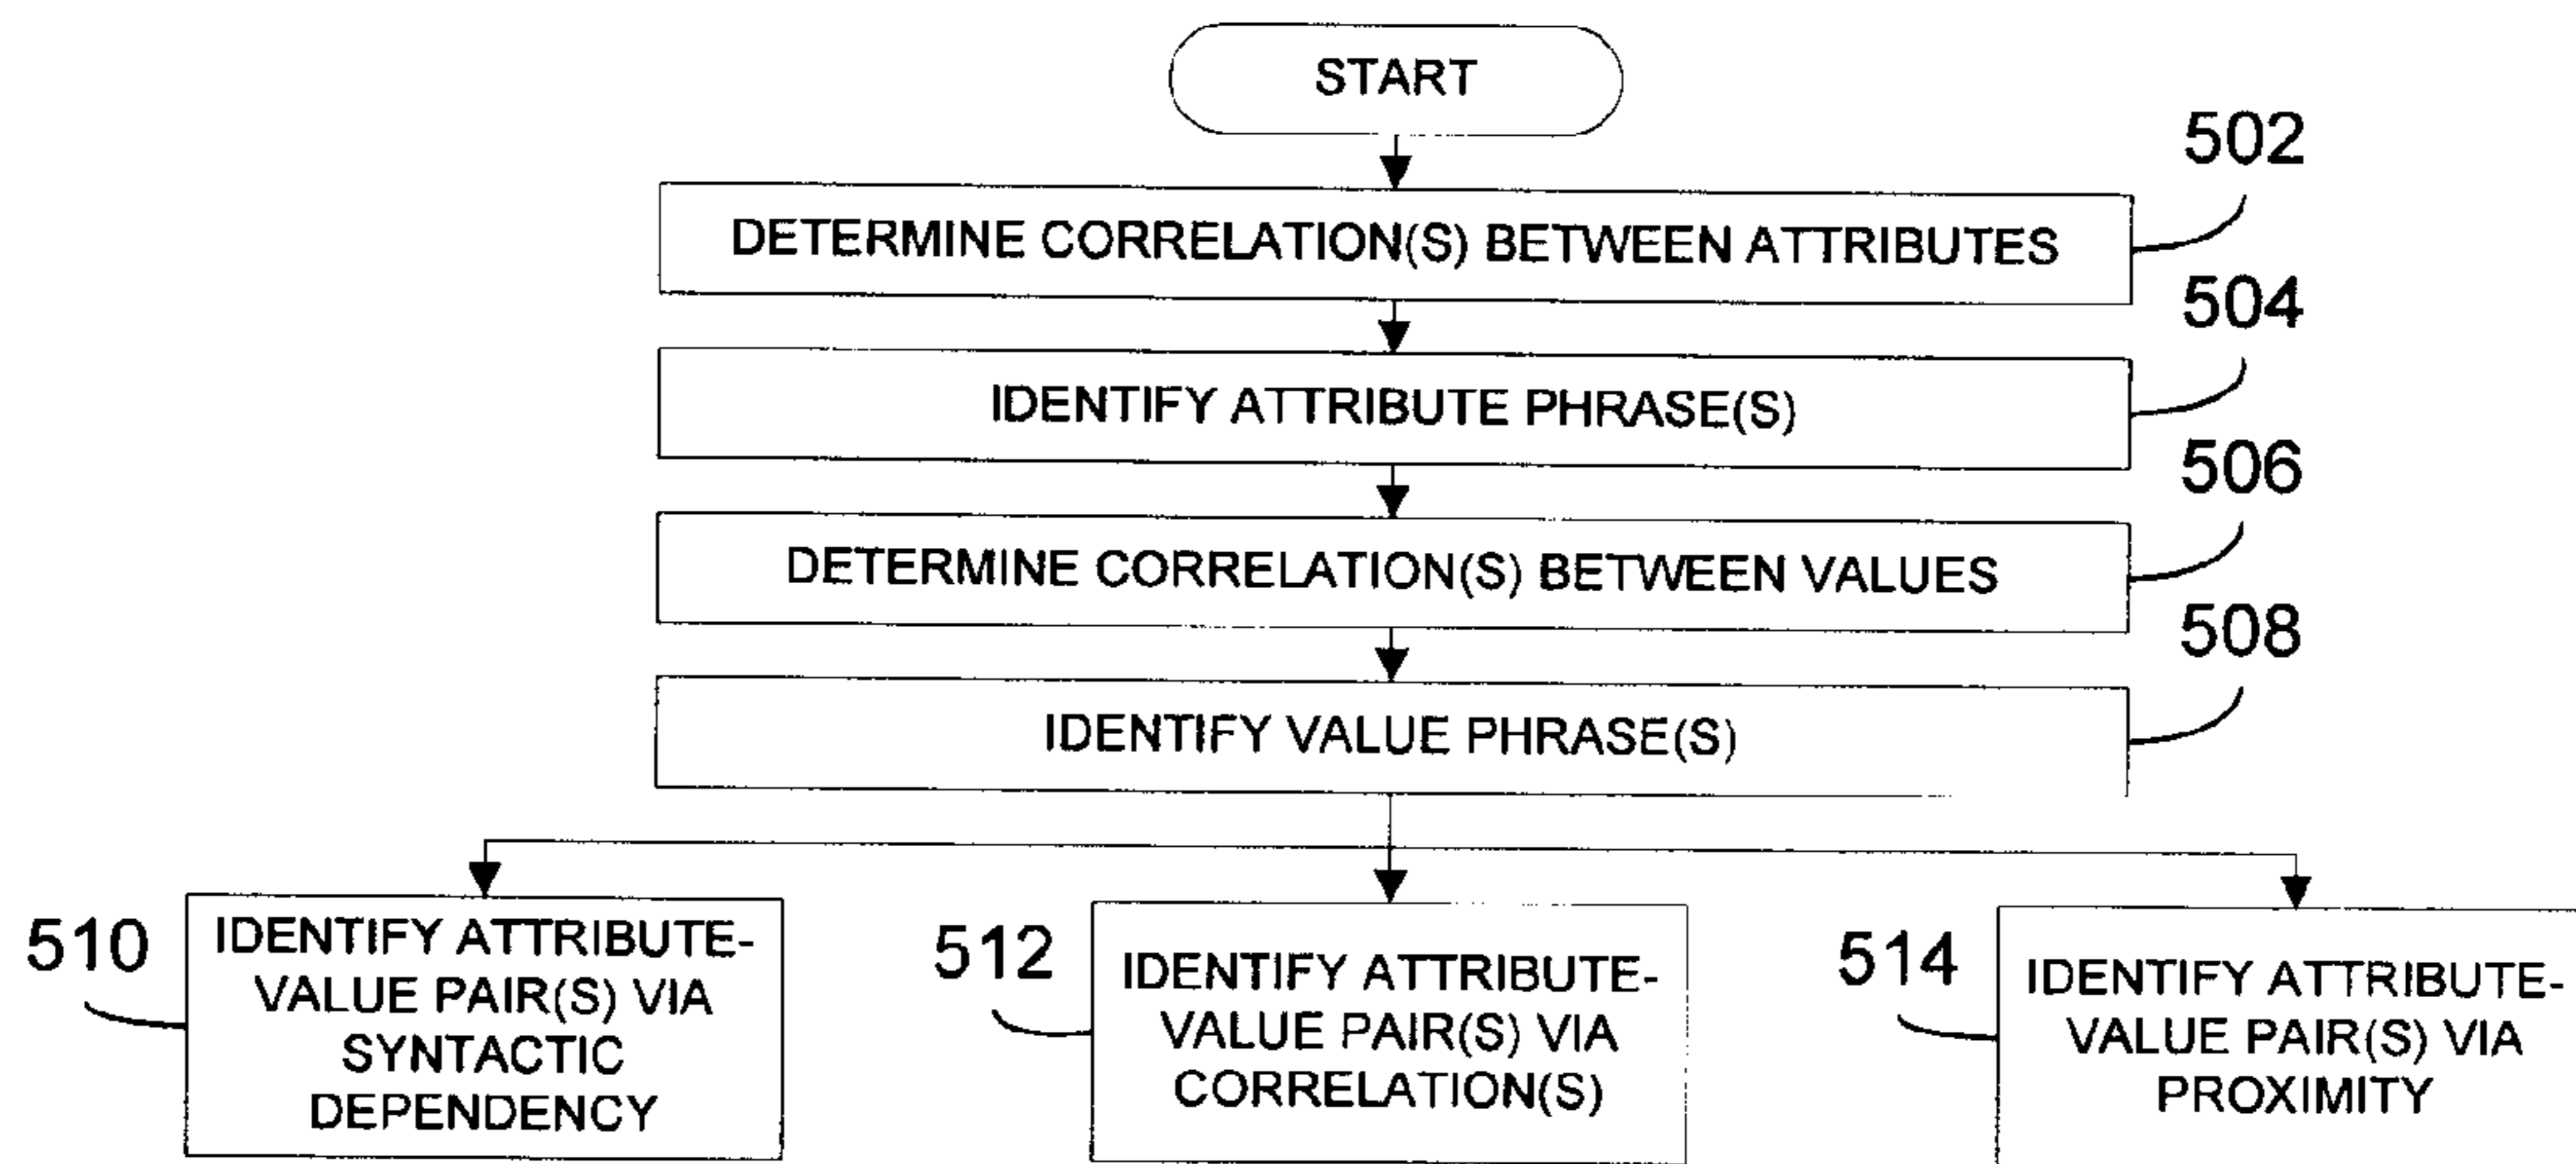 START
502
DETERMINE CORRELATION(S) BETWEEN ATTRIBUTES
504
IDENTIFY ATTRIBUTE PHRASE(S)
506
DETERMINE CORRELATION(S) BETWEEN VALUES
508
IDENTIFY VALUE PHRASE(S)
510
IDENTIFY ATTRIBUTE-
VALUE PAIR(S) VIA
SYNTACTIC
DEPENDENCY
512
IDENTIFY ATTRIBUTE-
VALUE PAIR(S) VIA
CORRELATION(S)
514
IDENTIFY ATTRIBUTE-
VALUE PAIR(S) VIA
PROXIMITY